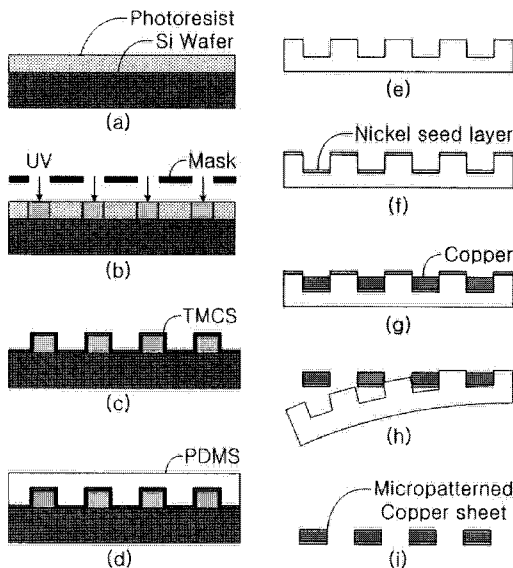 Photoresist
Si Wafer
(a)
UV
Mask
(b)
TMCS
(c)
PDMS
(d)
(e)
Nickel seed layer
(f)
Copper
(g)
(h)
Micropatterned
Copper sheet
(i)